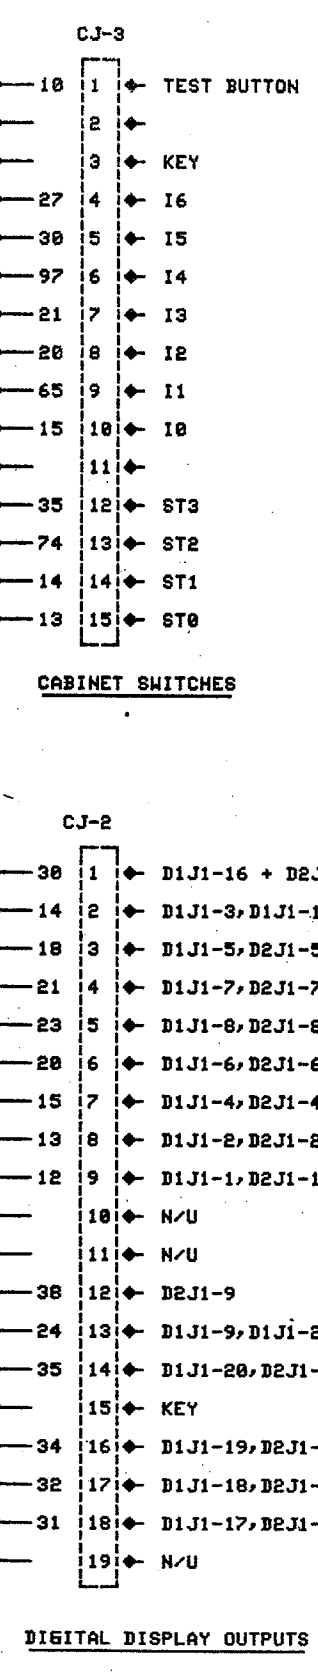 CJ-3
10 1 TEST BUTTON
2
3 KEY
27 4 I6
30 5 I5
97 6 I4
21 7 I3
20 8 I2
65 9 I1
15 10 I0
11
35 12 ST3
74 13 ST2
14 14 ST1
13 15 ST0
CABINET SWITCHES
CJ-2
30 1 D1J1-16 + D2J
14 2 D1J1-3,D1J1-1
18 3 D1J1-5,D2J1-5
21 4 D1J1-7,D2J1-7
23 5 D1J1-8,D2J1-8
20 6 D1J1-6,D2J1-6
15 7 D1J1-4,D2J1-4
13 8 D1J1-2,D2J1-2
12 9 D1J1-1,D2J1-1
10 N/U
11 N/U
38 12 D2J1-9
24 13 D1J1-9,D1J1-2
35 14 D1J1-20,D2J1-
15 KEY
34 16 D1J1-19,D2J1-
32 17 D1J1-18,D2J1-
31 18 D1J1-17,D2J1-
19 N/U
DIGITAL DISPLAY OUTPUTS